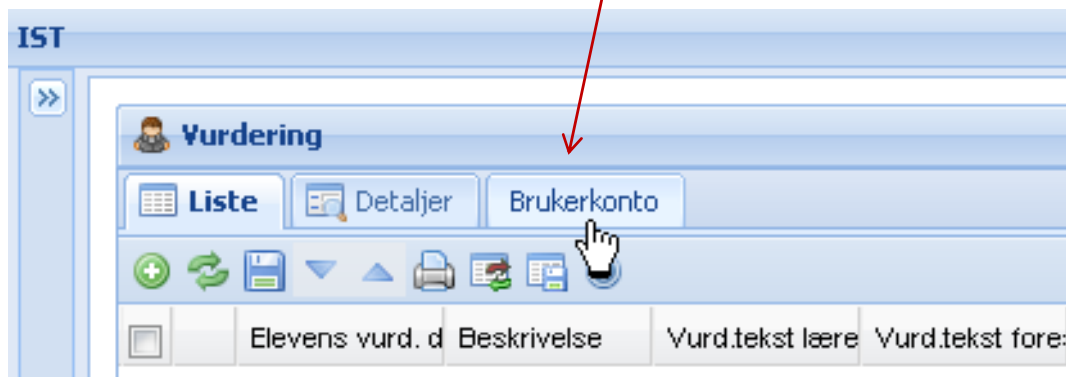 IST
Vurdering
Liste Detaljer Brukerkonto
Elevens vurd. d Beskrivelse Vurd.tekst lære Vurd.tekst fore